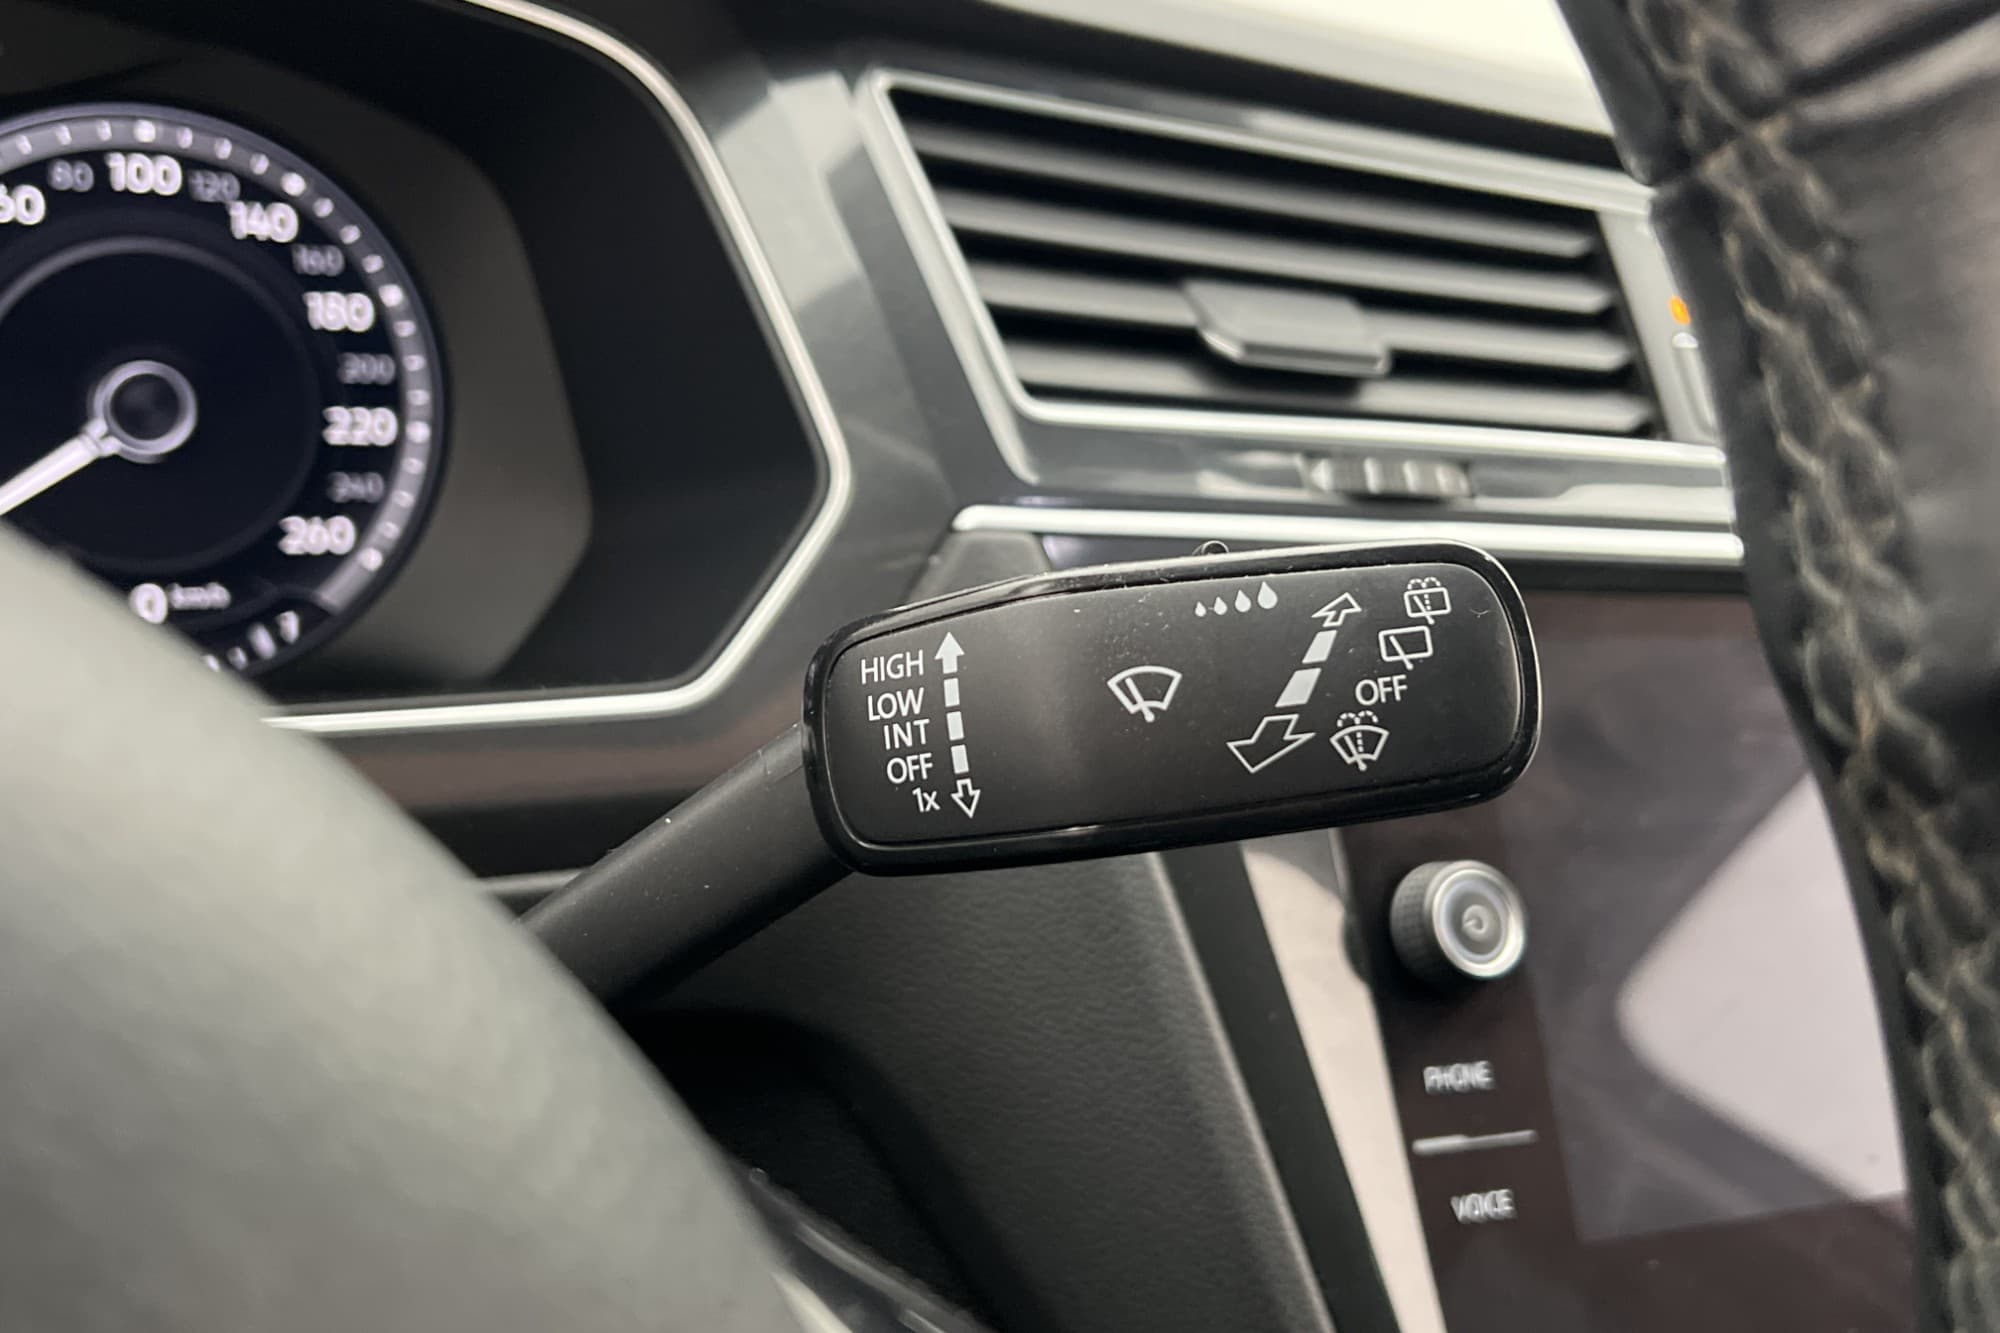 60
80
100
120
140
160
180
200
220
240
260
0 km/h
HIGH
LOW
INT
OFF
1x
OFF
PHONE
VOICE